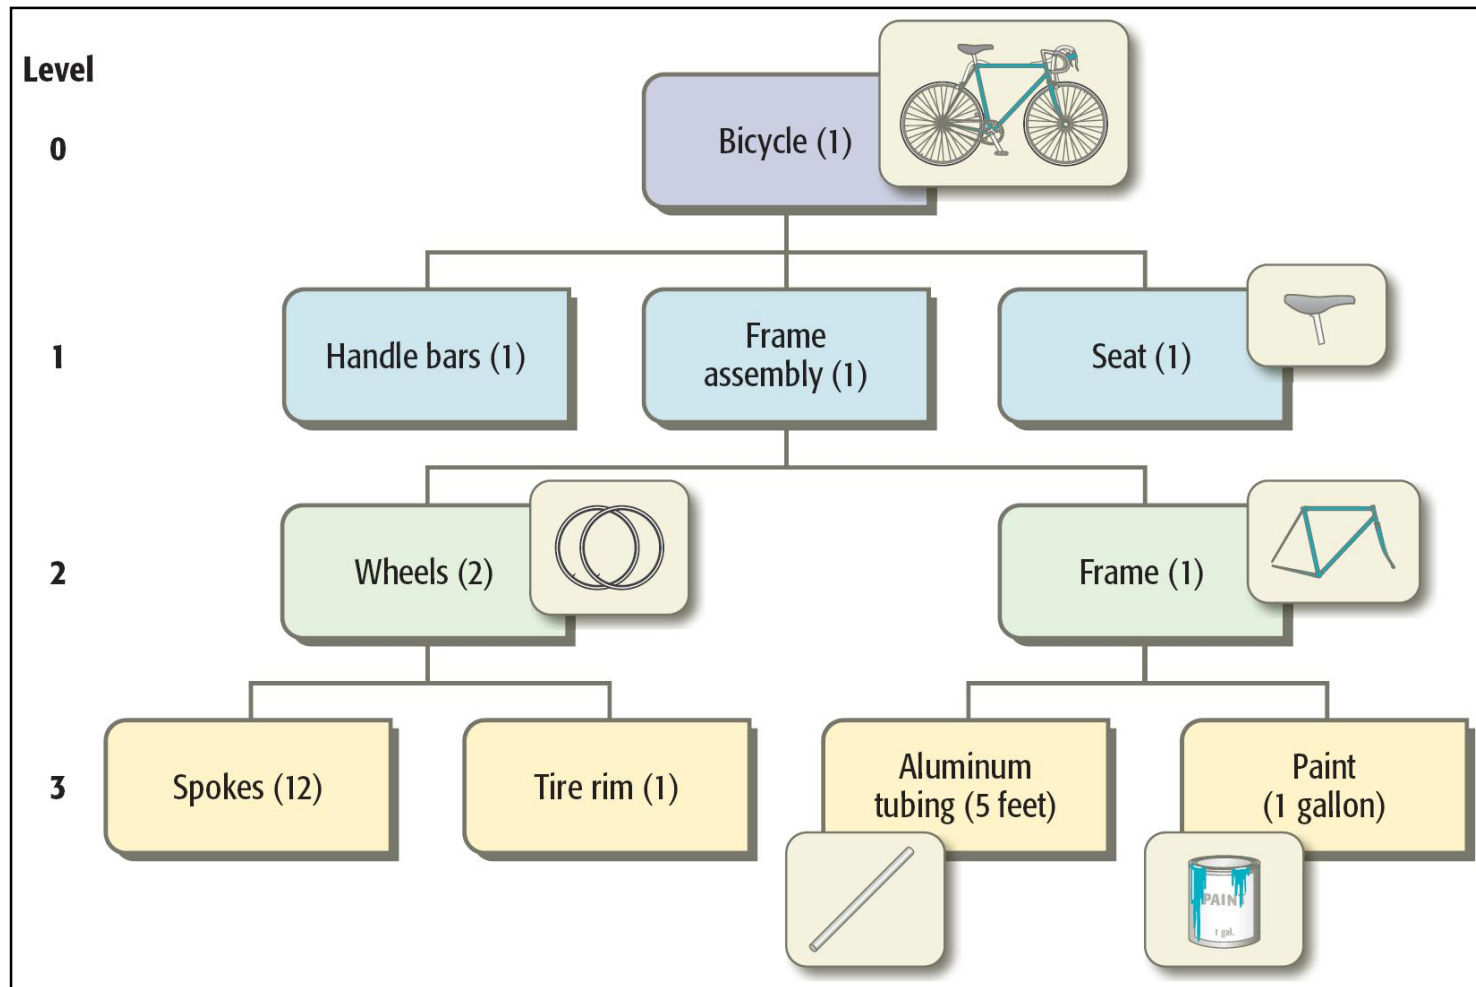 Level
0
Bicycle (1)
1
Handle bars (1)
Frame
assembly (1)
Seat (1)
2
Wheels (2)
Frame (1)
3
Spokes (12)
Tire rim (1)
Aluminum
tubing (5 feet)
Paint
(1 gallon)
PAINT
1 gal.